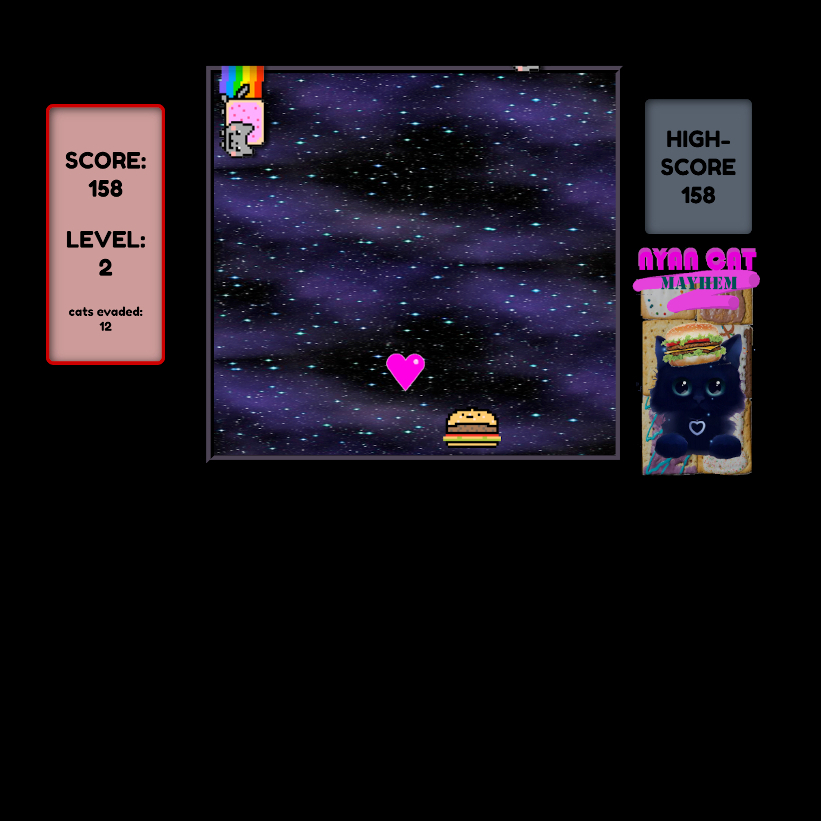 SCORE:
158
LEVEL:
2
cats evaded:
12
HIGH-
SCORE
158
NYAN CAT
MAYHEM